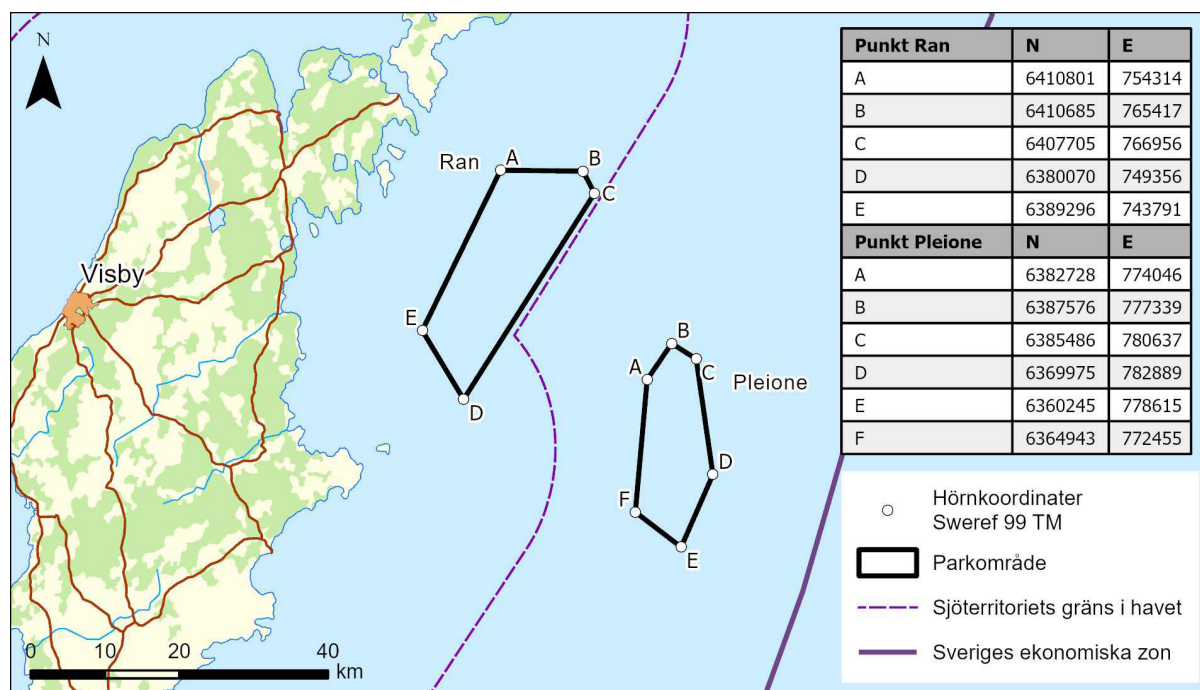 N
Ran
A
B
C
Visby
E
D
B
A
C
Pleione
D
F
E
0 10 20 40
km
Punkt Ran N E
A 6410801 754314
B 6410685 765417
C 6407705 766956
D 6380070 749356
E 6389296 743791
Punkt Pleione N E
A 6382728 774046
B 6387576 777339
C 6385486 780637
D 6369975 782889
E 6360245 778615
F 6364943 772455
Hörnkoordinater
Sweref 99 TM
Parkområde
Sjöterritoriets gräns i havet
Sveriges ekonomiska zon